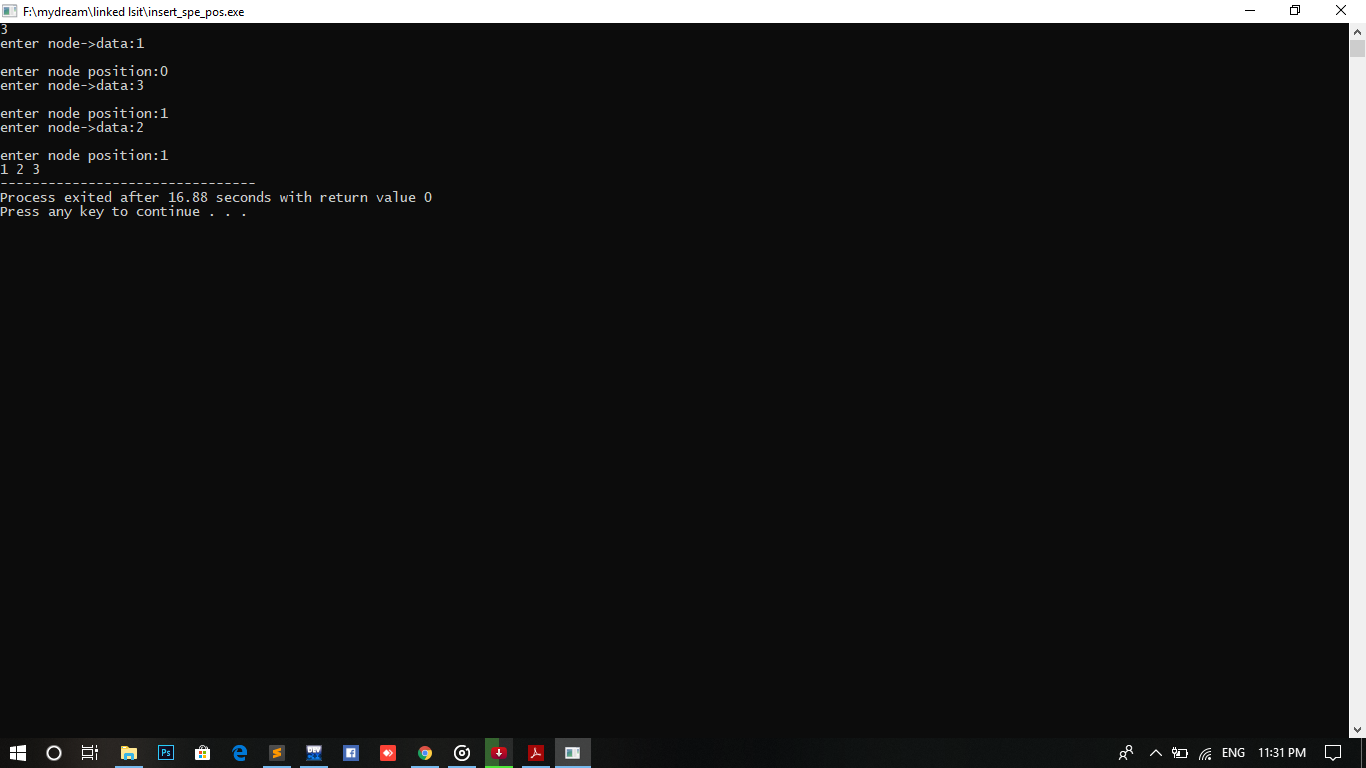 F:\mydream\linked lsit\insert_spe_pos.exe
3
enter node->data:1
enter node position:0
enter node->data:3
enter node position:1
enter node->data:2
enter node position:1
1 2 3
--------------------------------
Process exited after 16.88 seconds with return value 0
Press any key to continue . . .
Ps
ENG
11:31 PM